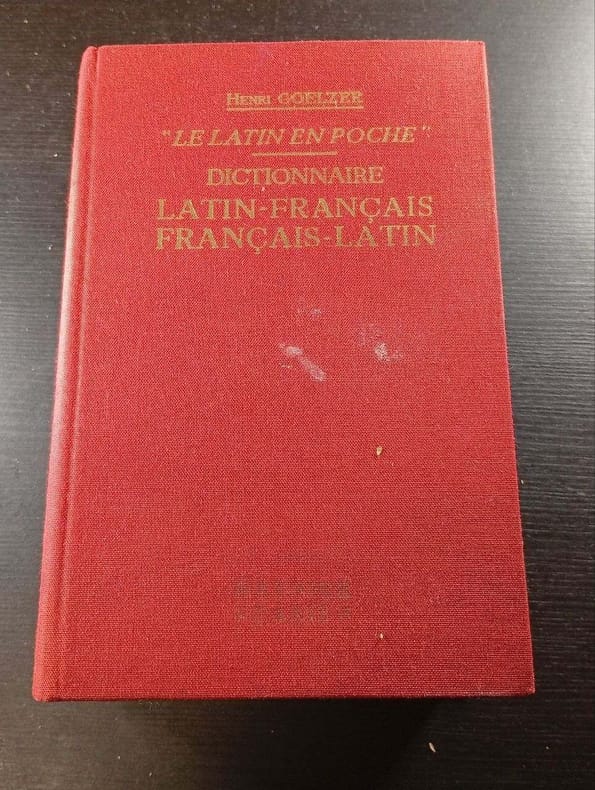 Henri GOELZER
"LE LATIN EN POCHE"
DICTIONNAIRE
LATIN-FRANÇAIS
FRANÇAIS-LATIN